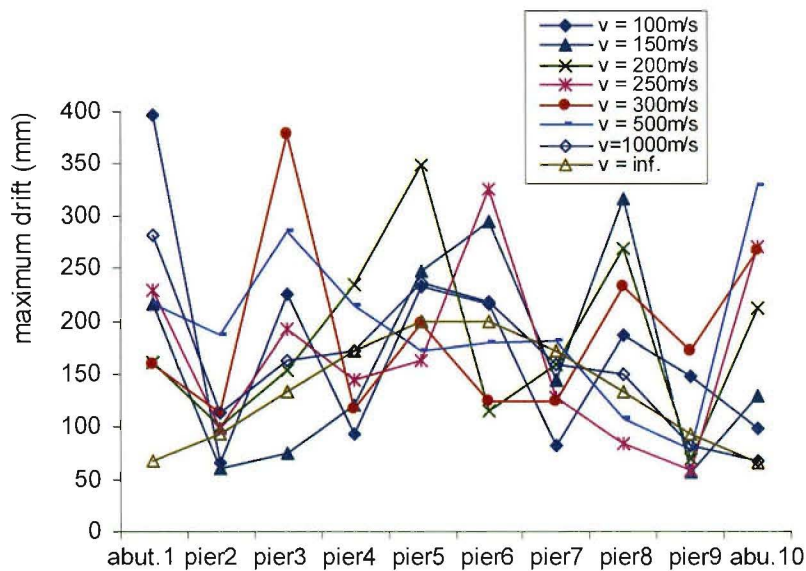 v = 100m/s
v = 150m/s
v = 200m/s
v = 250m/s
v = 300m/s
v = 500m/s
v=1000m/s
v = inf.
maximum drift (mm)
400
350
300
250
200
150
100
50
0
abut.1 pier2 pier3 pier4 pier5 pier6 pier7 pier8 pier9 abu.10